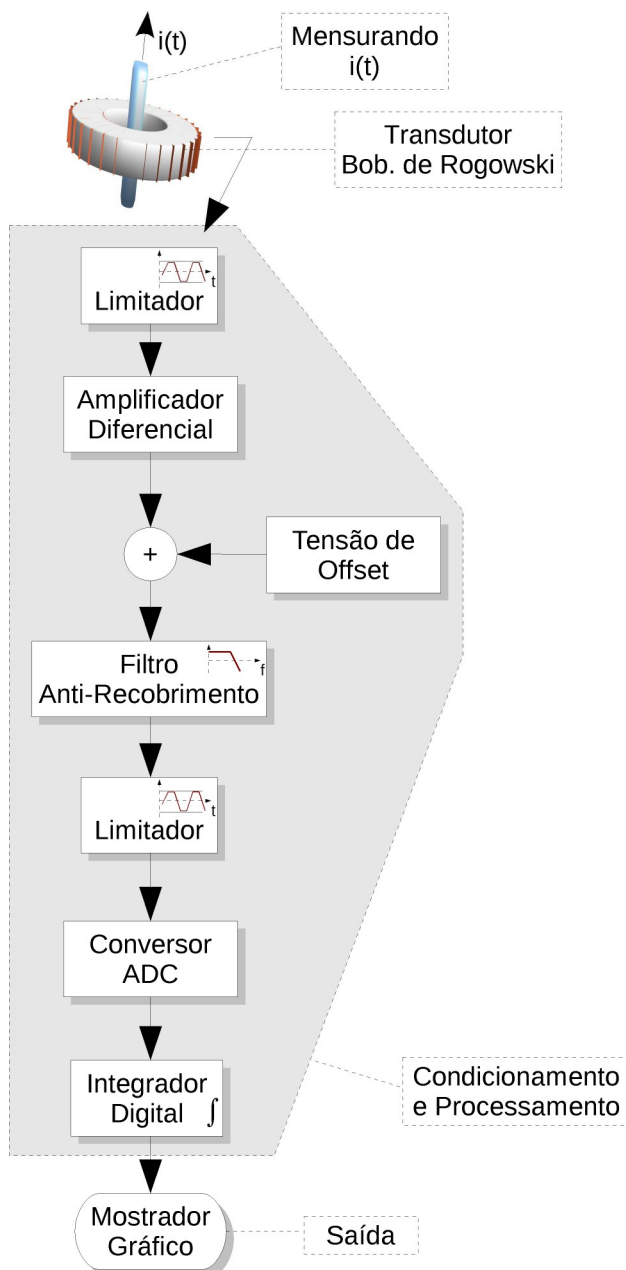 i(t)
Mensurando
i(t)
Transdutor
Bob. de Rogowski
t
Limitador
Amplificador
Diferencial
+
Tensão de
Offset
Filtro
f
Anti-Recobrimento
t
Limitador
Conversor
ADC
Integrador
Digital ∫
Condicionamento
e Processamento
Mostrador
Gráfico
Saída